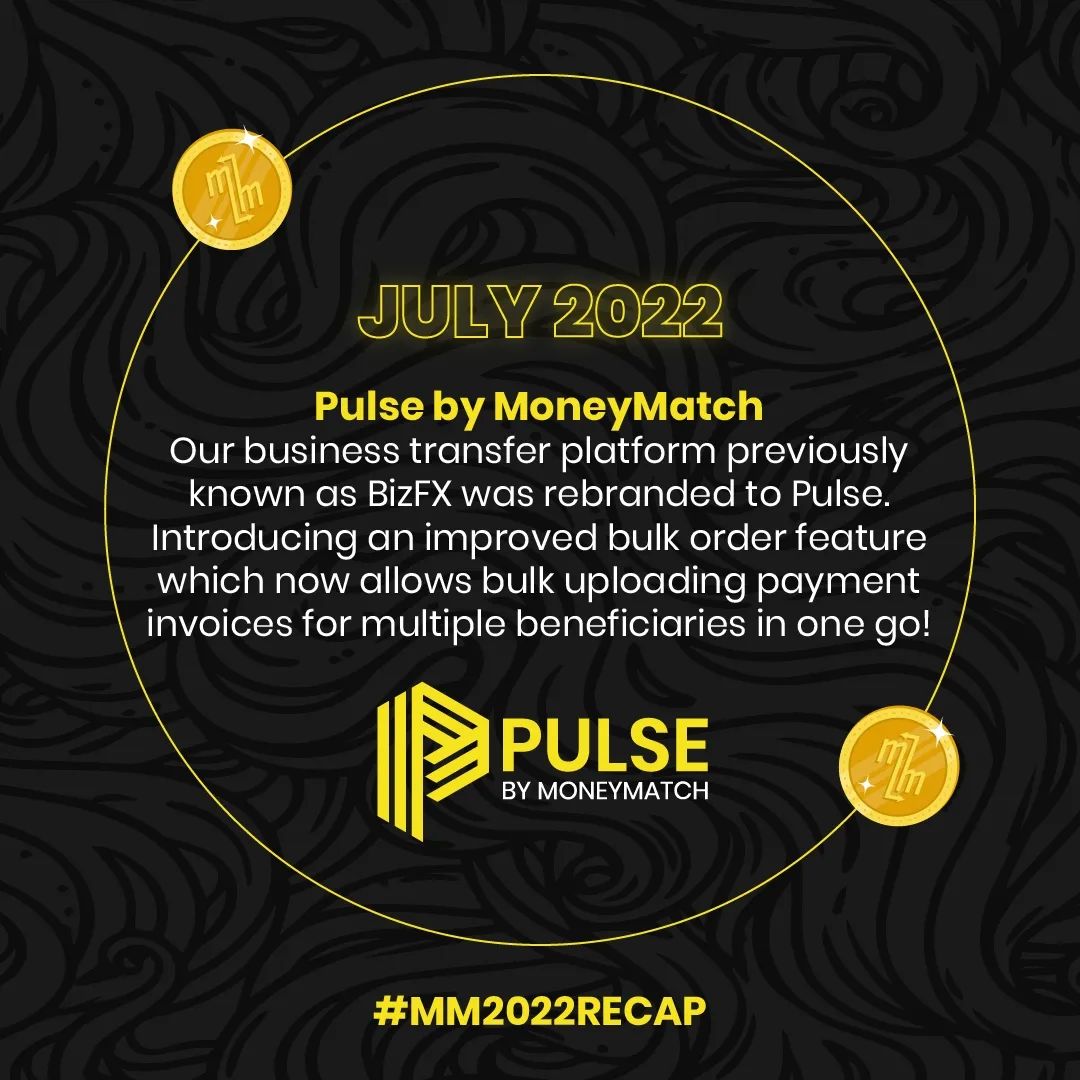 JULY 2022
Pulse by MoneyMatch
Our business transfer platform previously
known as BizFX was rebranded to Pulse.
Introducing an improved bulk order feature
which now allows bulk uploading payment
invoices for multiple beneficiaries in one go!
PULSE
BY MONEYMATCH
mm
mm
#MM2022RECAP